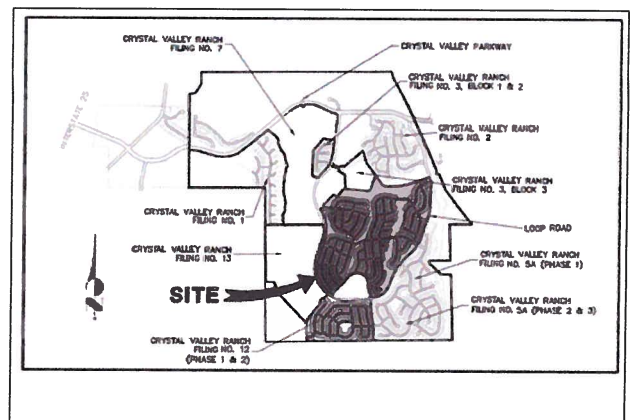 CRYSTAL VALLEY RANCH
FILING NO. 7
CRYSTAL VALLEY PARKWAY
CRYSTAL VALLEY RANCH
FILING NO. 3, BLOCK 1 & 2
INTERSTATE 25
CRYSTAL VALLEY RANCH
FILING NO. 2
CRYSTAL VALLEY RANCH
FILING NO. 3, BLOCK 3
CRYSTAL VALLEY RANCH
FILING NO. 1
LOOP ROAD
CRYSTAL VALLEY RANCH
FILING NO. 13
CRYSTAL VALLEY RANCH
FILING NO. 5A (PHASE 1)
SITE
CRYSTAL VALLEY RANCH
FILING NO. 5A (PHASE 2 & 3)
CRYSTAL VALLEY RANCH
FILING NO. 12
(PHASE 1 & 2)